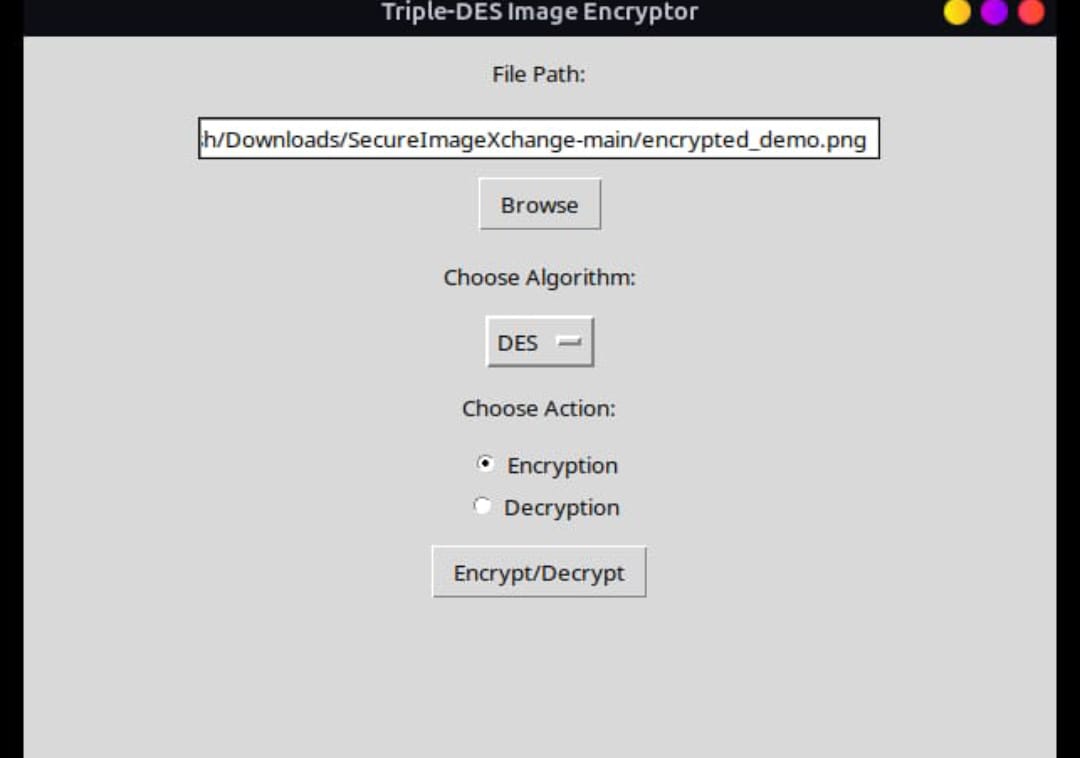 Triple-DES Image Encryptor
File Path:
h/Downloads/SecureImageXchange-main/encrypted_demo.png
Browse
Choose Algorithm:
DES
Choose Action:
Encryption
Decryption
Encrypt/Decrypt